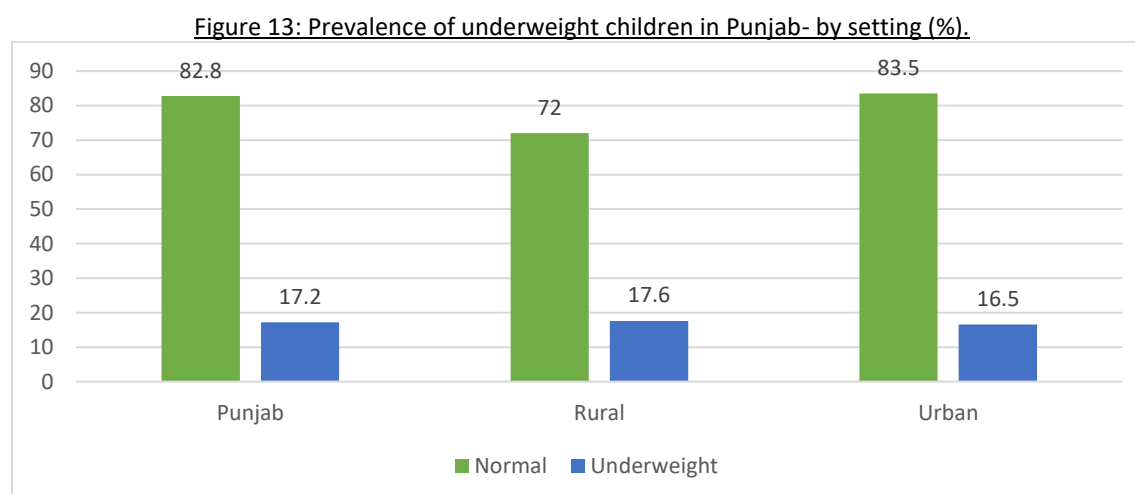 Figure 13: Prevalence of underweight children in Punjab- by setting (%).
90
80
70
60
50
40
30
20
10
0
82.8
17.2
72
17.6
83.5
16.5
Punjab
Rural
Urban
Normal
Underweight